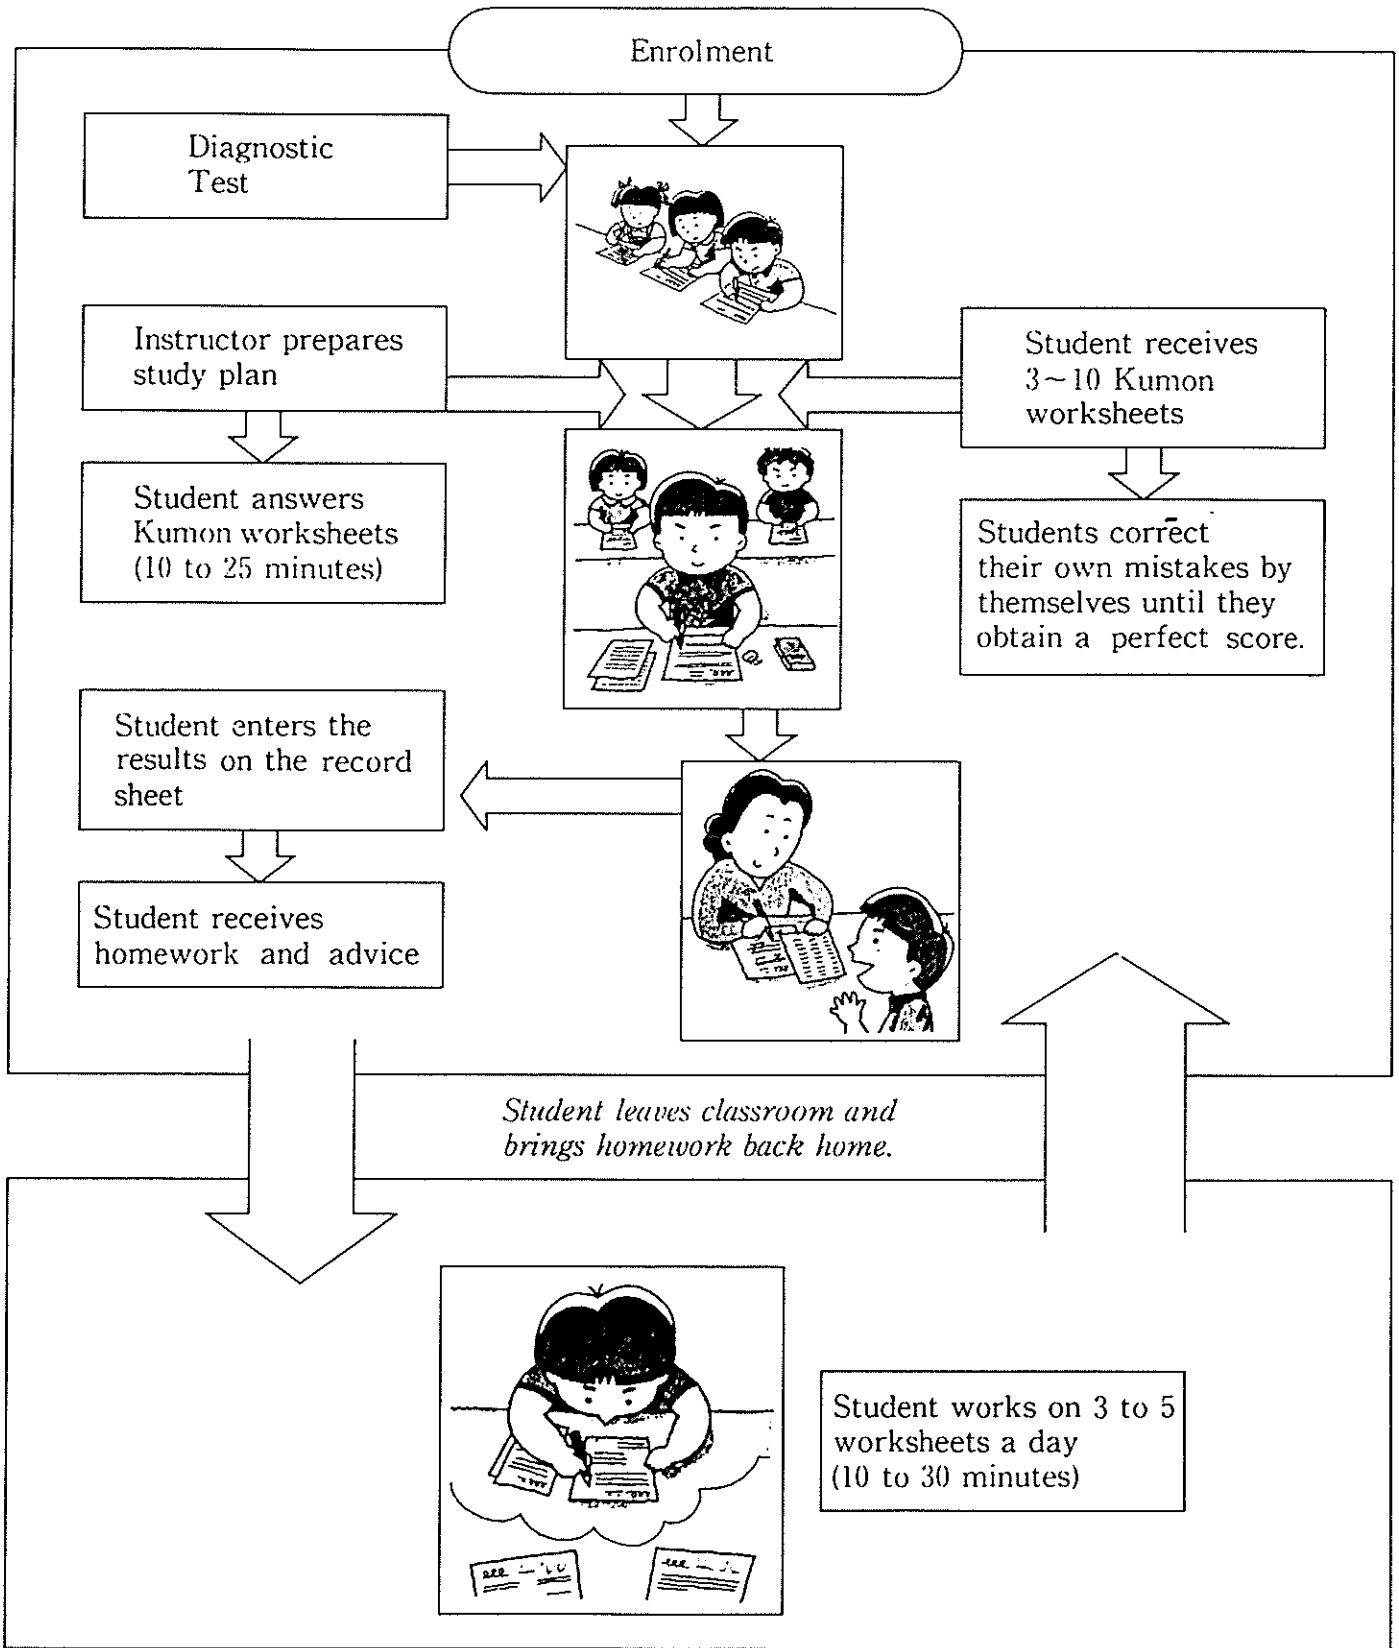 Enrolment
Diagnostic
Test
Instructor prepares
study plan
Student receives
3~10 Kumon
worksheets
Student answers
Kumon worksheets
(10 to 25 minutes)
Students correct
their own mistakes by
themselves until they
obtain a perfect score.
Student enters the
results on the record
sheet
Student receives
homework and advice
Student leaves classroom and
brings homework back home.
Student works on 3 to 5
worksheets a day
(10 to 30 minutes)